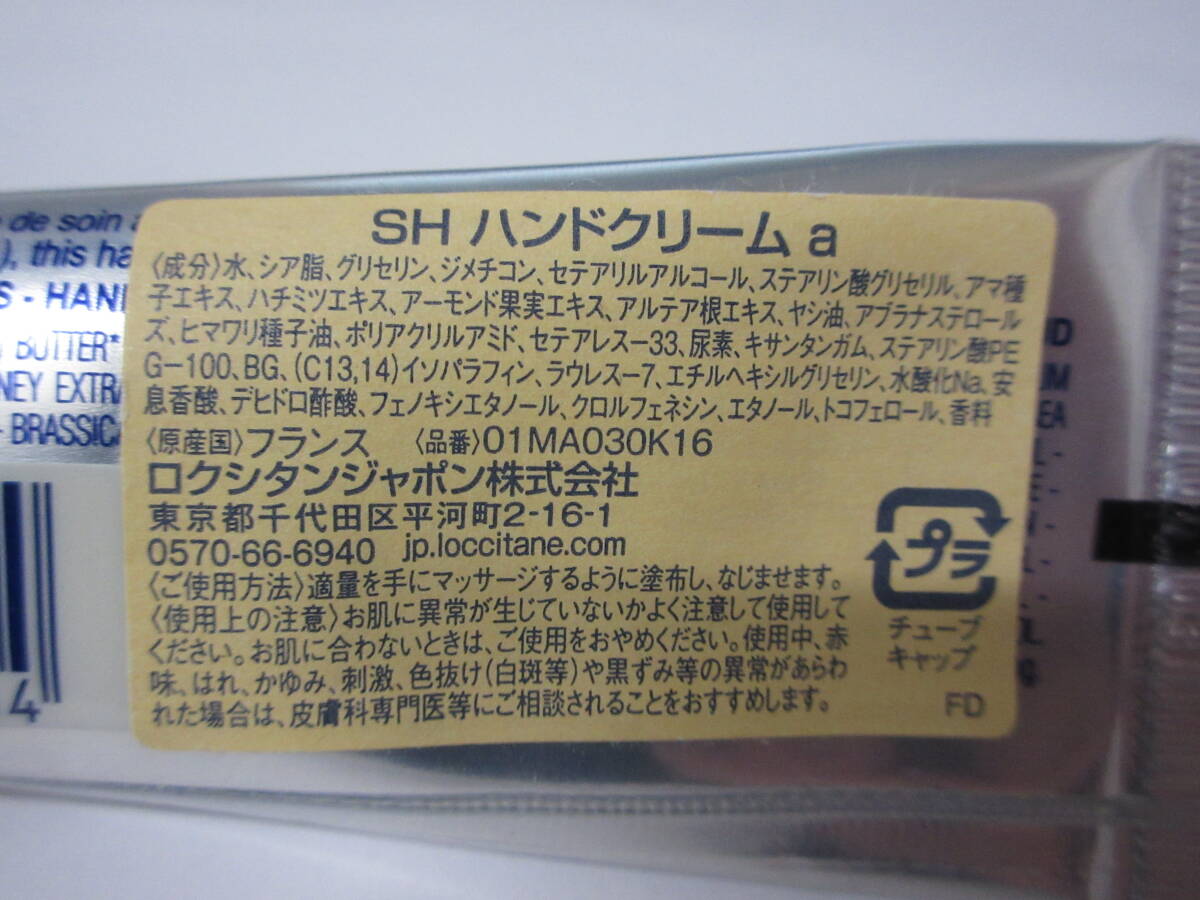 SH ハンドクリーム a
〈成分〉水、シア脂、グリセリン、ジメチコン、セテアリルアルコール、ステアリン酸グリセリル、アマ種
子エキス、ハチミツエキス、アーモンド果実エキス、アルテア根エキス、ヤシ油、アブラナステロール
ズ、ヒマワリ種子油、ポリアクリルアミド、セテアレス－33、尿素、キサンタンガム、ステアリン酸PE
G－100、BG、(C13,14)イソパラフィン、ラウレス－7、エチルヘキシルグリセリン、水酸化Na、安
息香酸、デヒドロ酢酸、フェノキシエタノール、クロルフェネシン、エタノール、トコフェロール、香料
〈原産国〉フランス 〈品番〉01MA030K16
ロクシタンジャポン株式会社
東京都千代田区平河町2-16-1
0570-66-6940 jp.loccitane.com
〈ご使用方法〉適量を手にマッサージするように塗布し、なじませます。
〈使用上の注意〉お肌に異常が生じていないかよく注意して使用して
ください。お肌に合わないときは、ご使用をおやめください。使用中、赤
味、はれ、かゆみ、刺激、色抜け(白斑等)や黒ずみ等の異常があらわ
れた場合は、皮膚科専門医等にご相談されることをおすすめします。
プラ
チューブ
キャップ
FD
de soin
), this ha
S - HAN
BUTTER*
NEY EXTRA
- BRASSICA
4